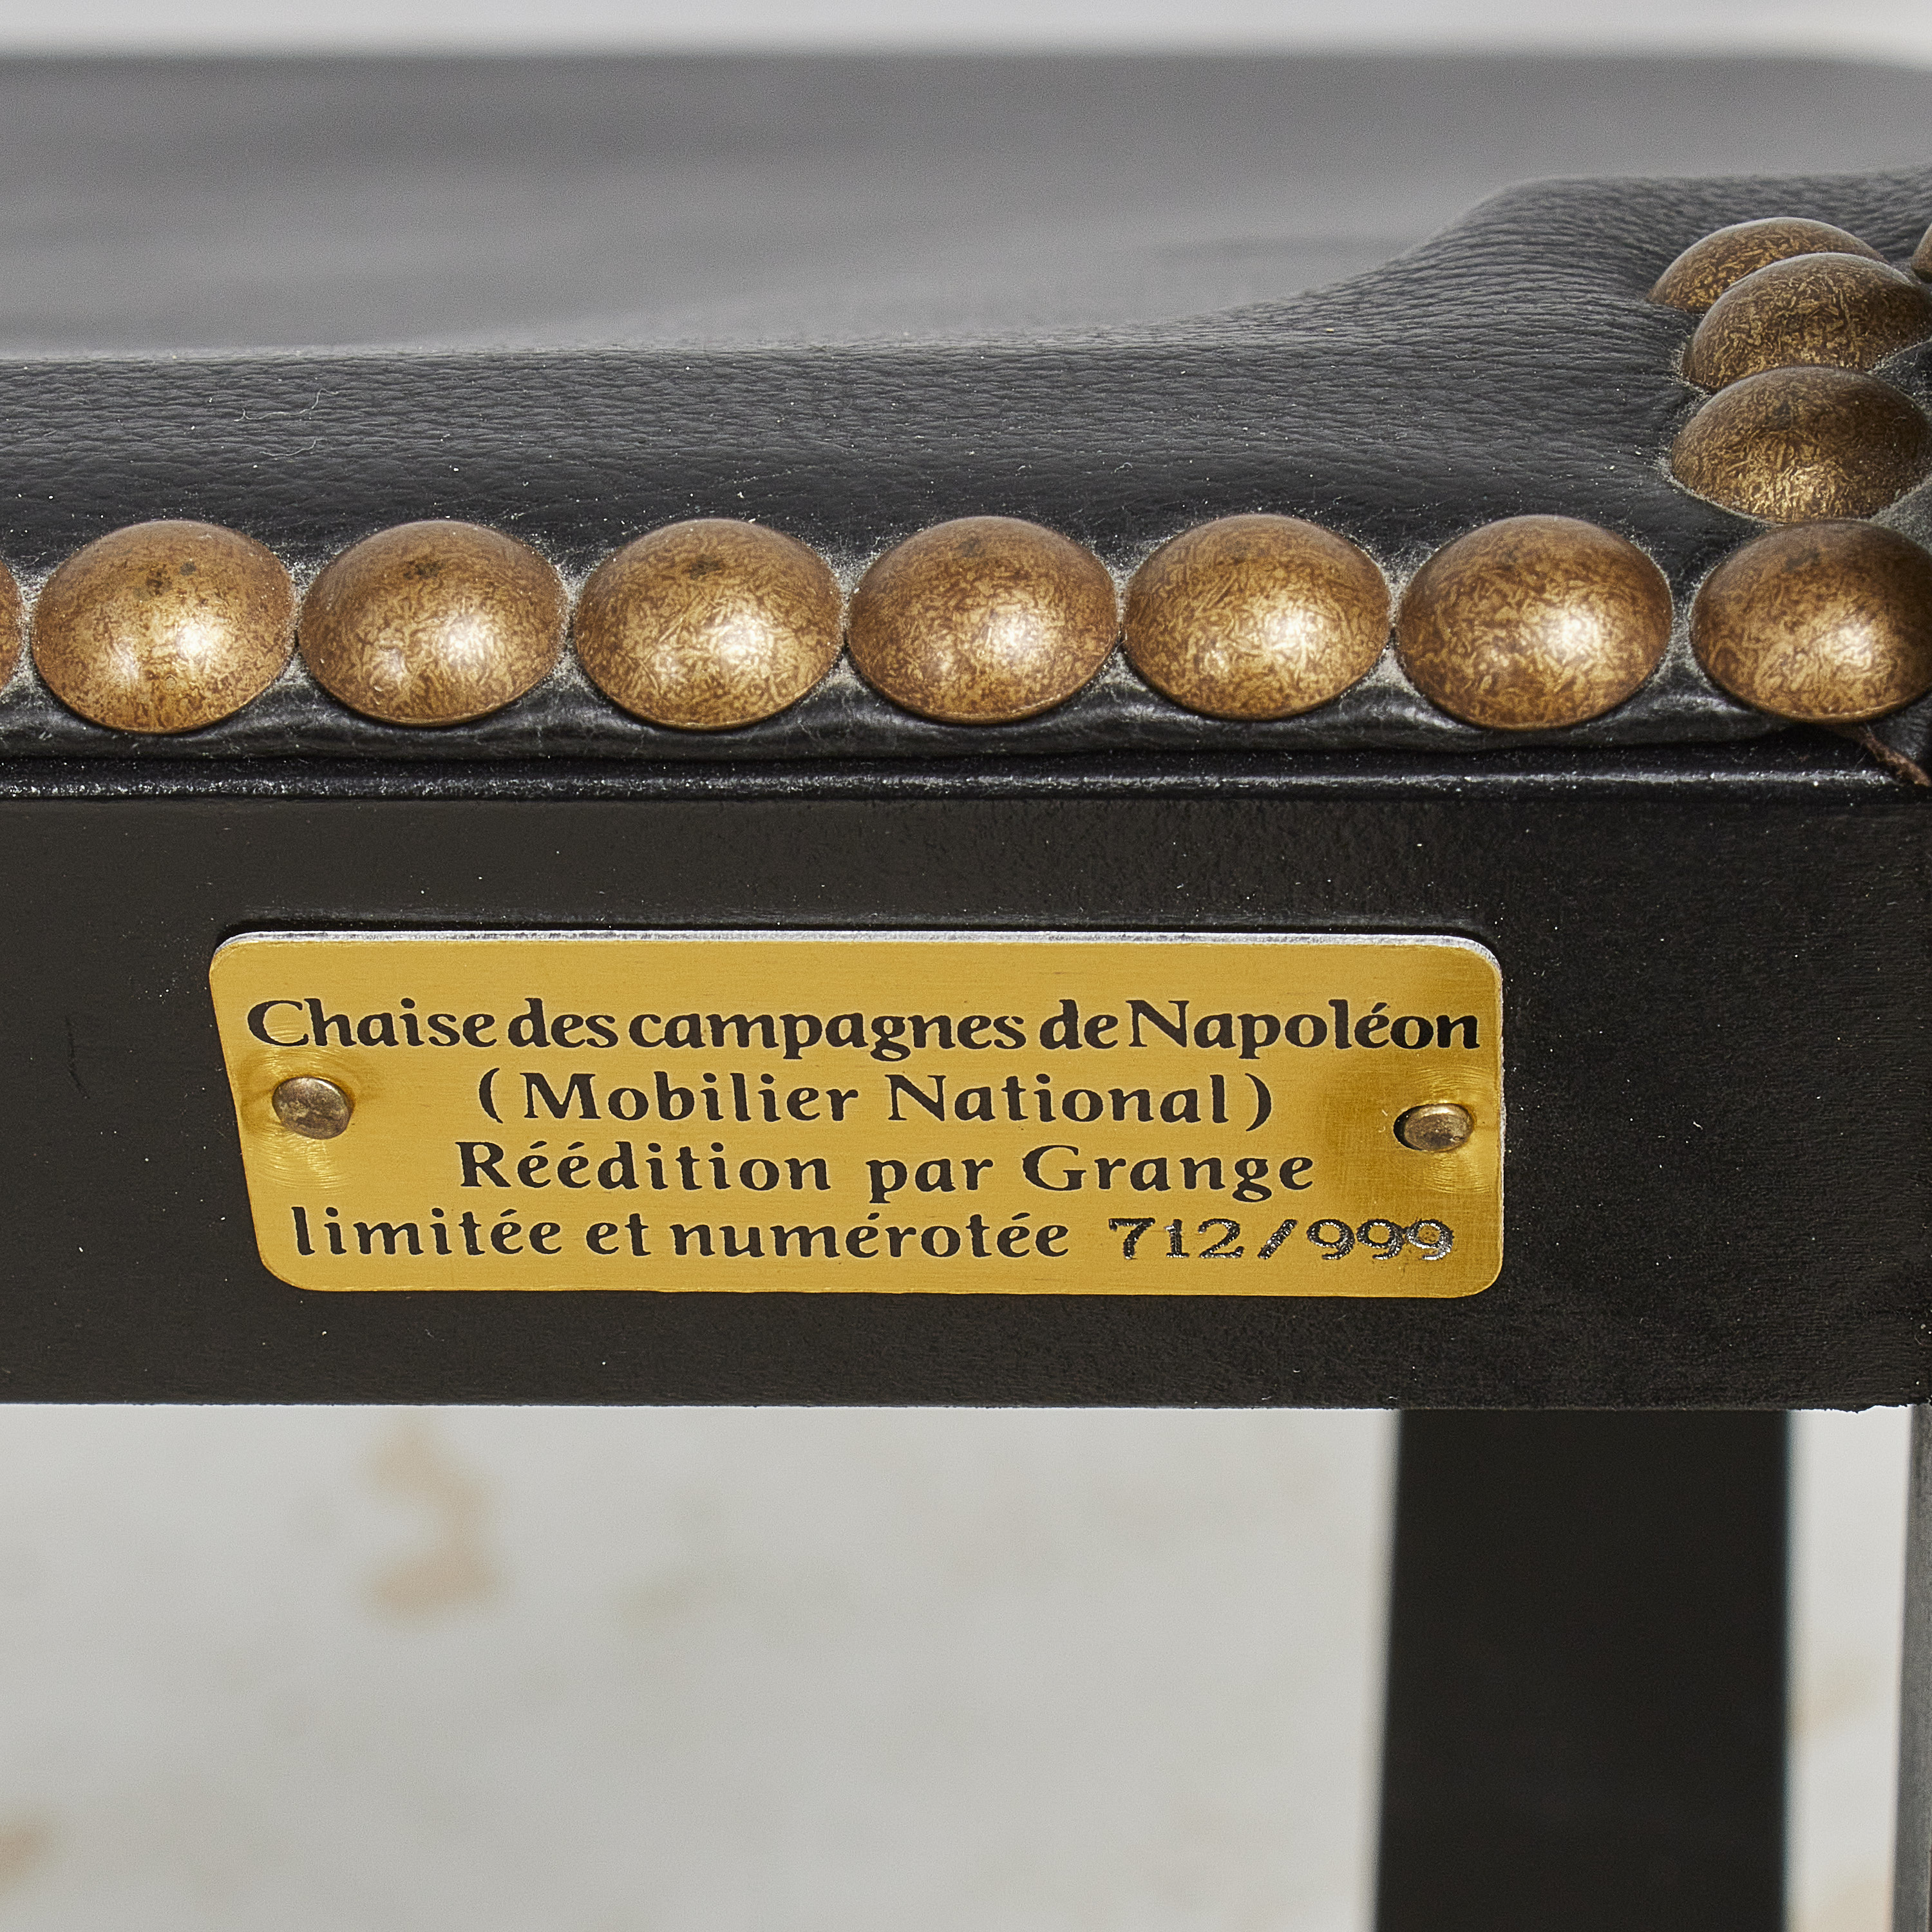 Chaise des campagnes de Napoléon
(Mobilier National)
Réédition par Grange
limitée et numérotée 712/999